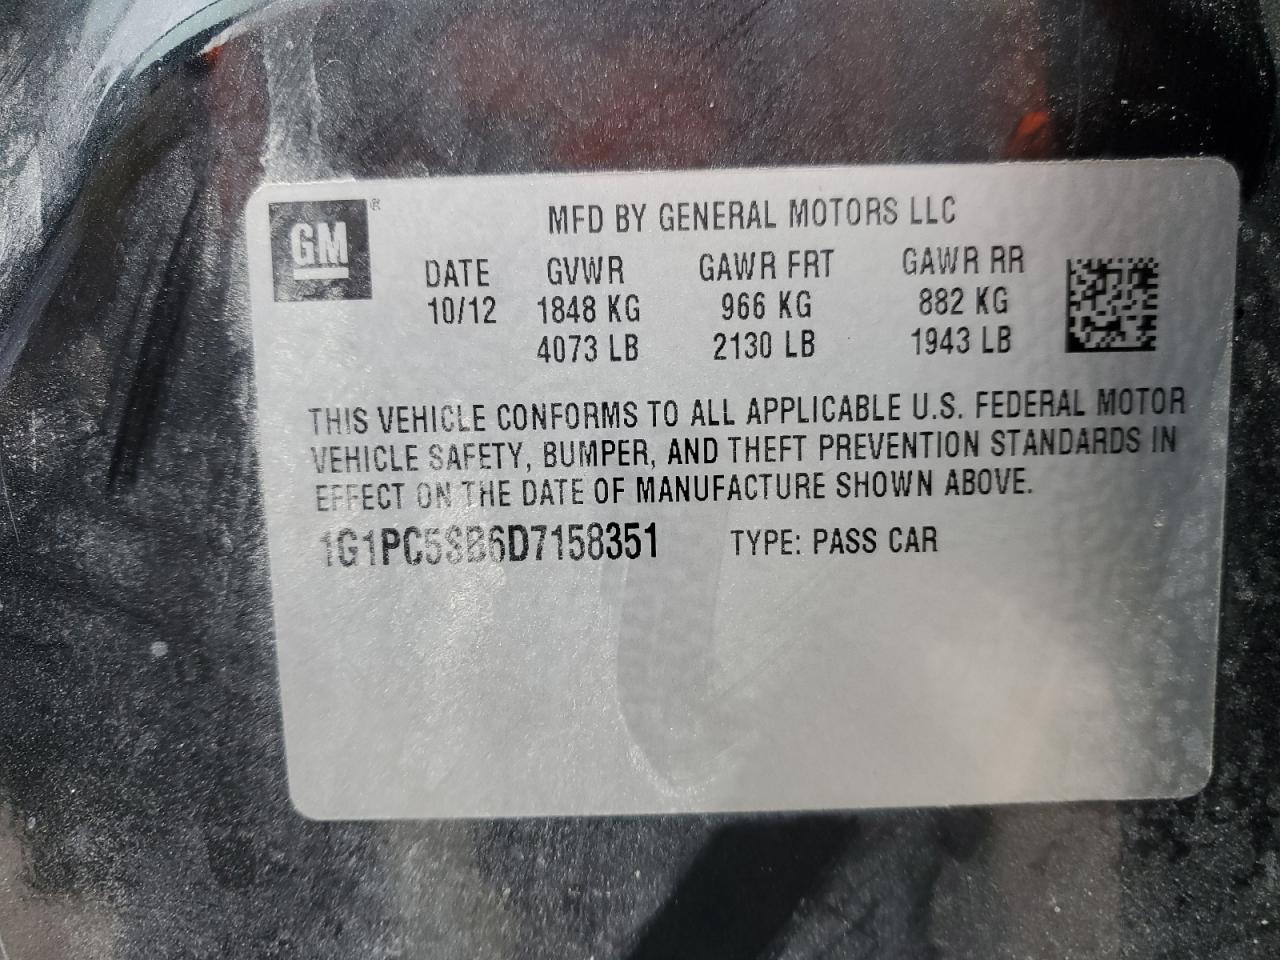 GM®
MFD BY GENERAL MOTORS LLC
DATE GVWR GAWR FRT GAWR RR
10/12 1848 KG 966 KG 882 KG
4073 LB 2130 LB 1943 LB
THIS VEHICLE CONFORMS TO ALL APPLICABLE U.S. FEDERAL MOTOR
VEHICLE SAFETY, BUMPER, AND THEFT PREVENTION STANDARDS IN
EFFECT ON THE DATE OF MANUFACTURE SHOWN ABOVE.
1G1PC5SB6D7158351 TYPE: PASS CAR